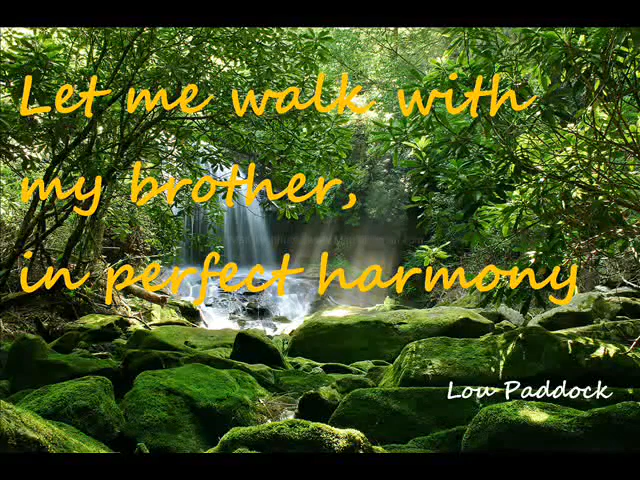 Let me walk with
my brother,
in perfect harmony
Lou Paddock